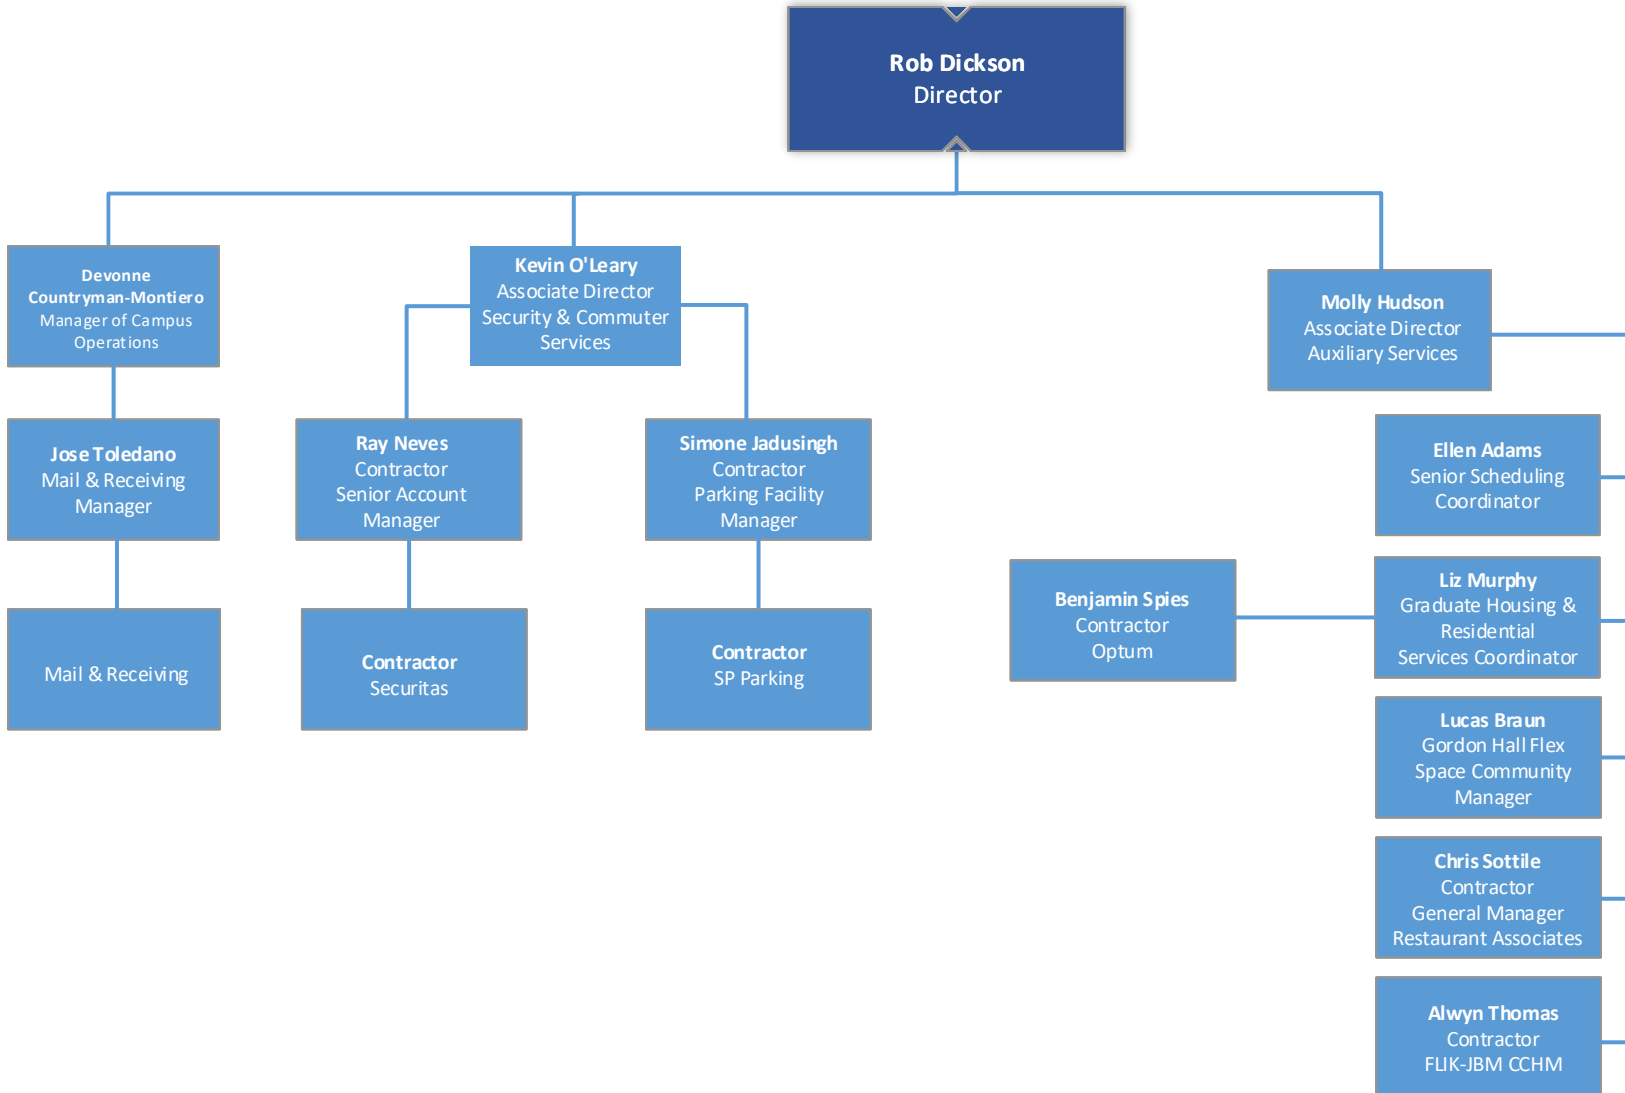 Rob Dickson
Director
Devonne
Countryman-Montiero
Manager of Campus
Operations
Kevin O'Leary
Associate Director
Security & Commuter
Services
Molly Hudson
Associate Director
Auxiliary Services
Jose Toledano
Mail & Receiving
Manager
Ray Neves
Contractor
Senior Account
Manager
Simone Jadusingh
Contractor
Parking Facility
Manager
Ellen Adams
Senior Scheduling
Coordinator
Benjamin Spies
Contractor
Optum
Liz Murphy
Graduate Housing &
Residential
Services Coordinator
Mail & Receiving
Contractor
Securitas
Contractor
SP Parking
Lucas Braun
Gordon Hall Flex
Space Community
Manager
Chris Sottile
Contractor
General Manager
Restaurant Associates
Alwyn Thomas
Contractor
FLIK-JBM CCHM